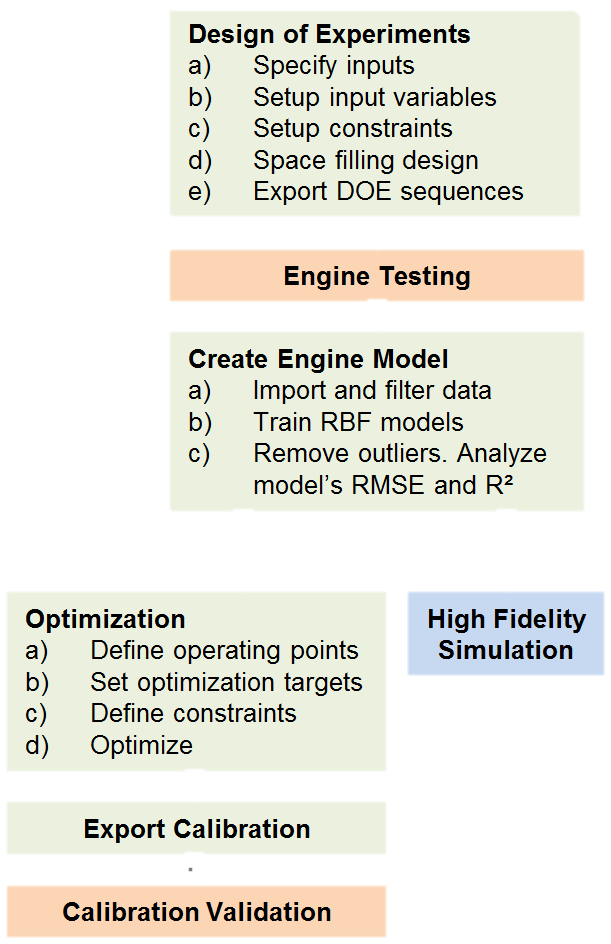 Design of Experiments
a) Specify inputs
b) Setup input variables
c) Setup constraints
d) Space filling design
e) Export DOE sequences
Engine Testing
Create Engine Model
a) Import and filter data
b) Train RBF models
c) Remove outliers. Analyze
model’s RMSE and R²
Optimization
a) Define operating points
b) Set optimization targets
c) Define constraints
d) Optimize
High Fidelity
Simulation
Export Calibration
Calibration Validation